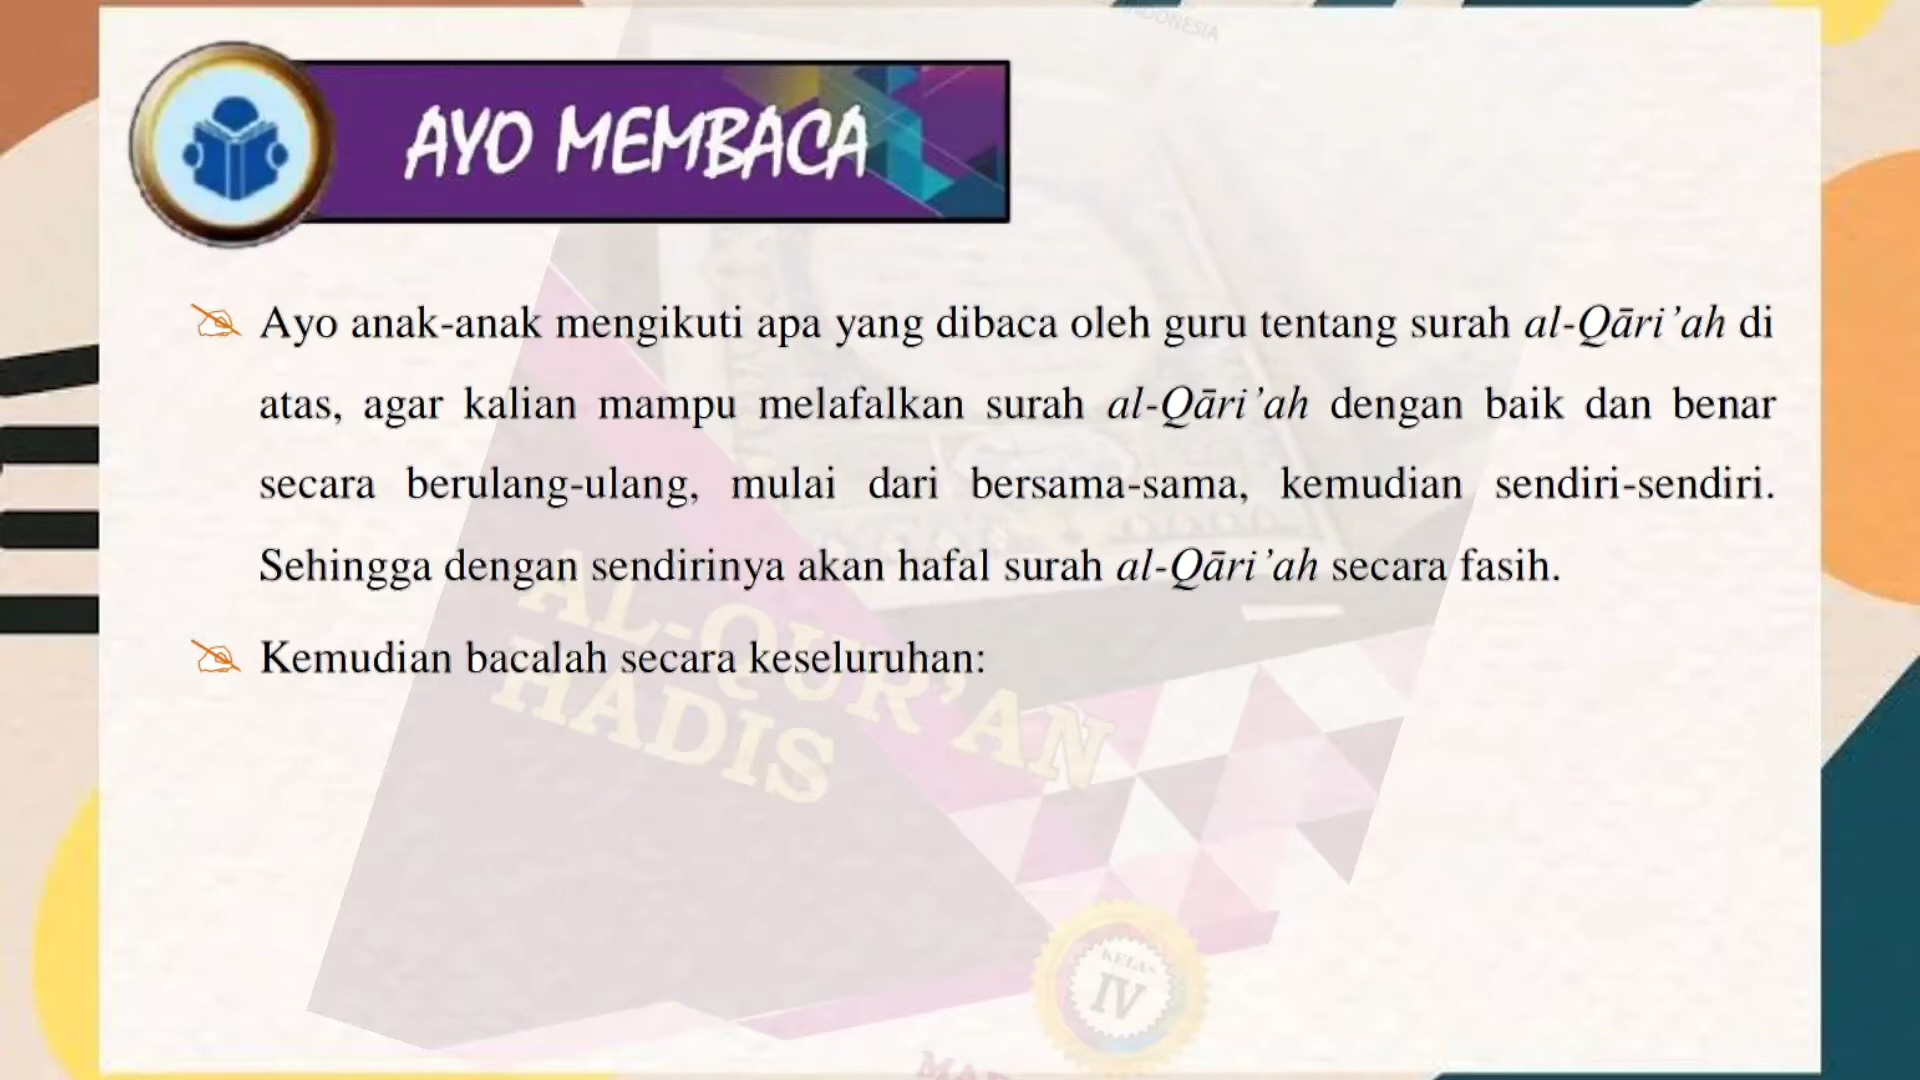 INDONESIA
AYO MEMBACA
Ayo anak-anak mengikuti apa yang dibaca oleh guru tentang surah al-Qāri’ah di
atas, agar kalian mampu melafalkan surah al-Qāri’ah dengan baik dan benar
secara berulang-ulang, mulai dari bersama-sama, kemudian sendiri-sendiri.
Sehingga dengan sendirinya akan hafal surah al-Qāri’ah secara fasih.
Kemudian bacalah secara keseluruhan:
AL-QUR’AN
HADIS
KELAS
IV